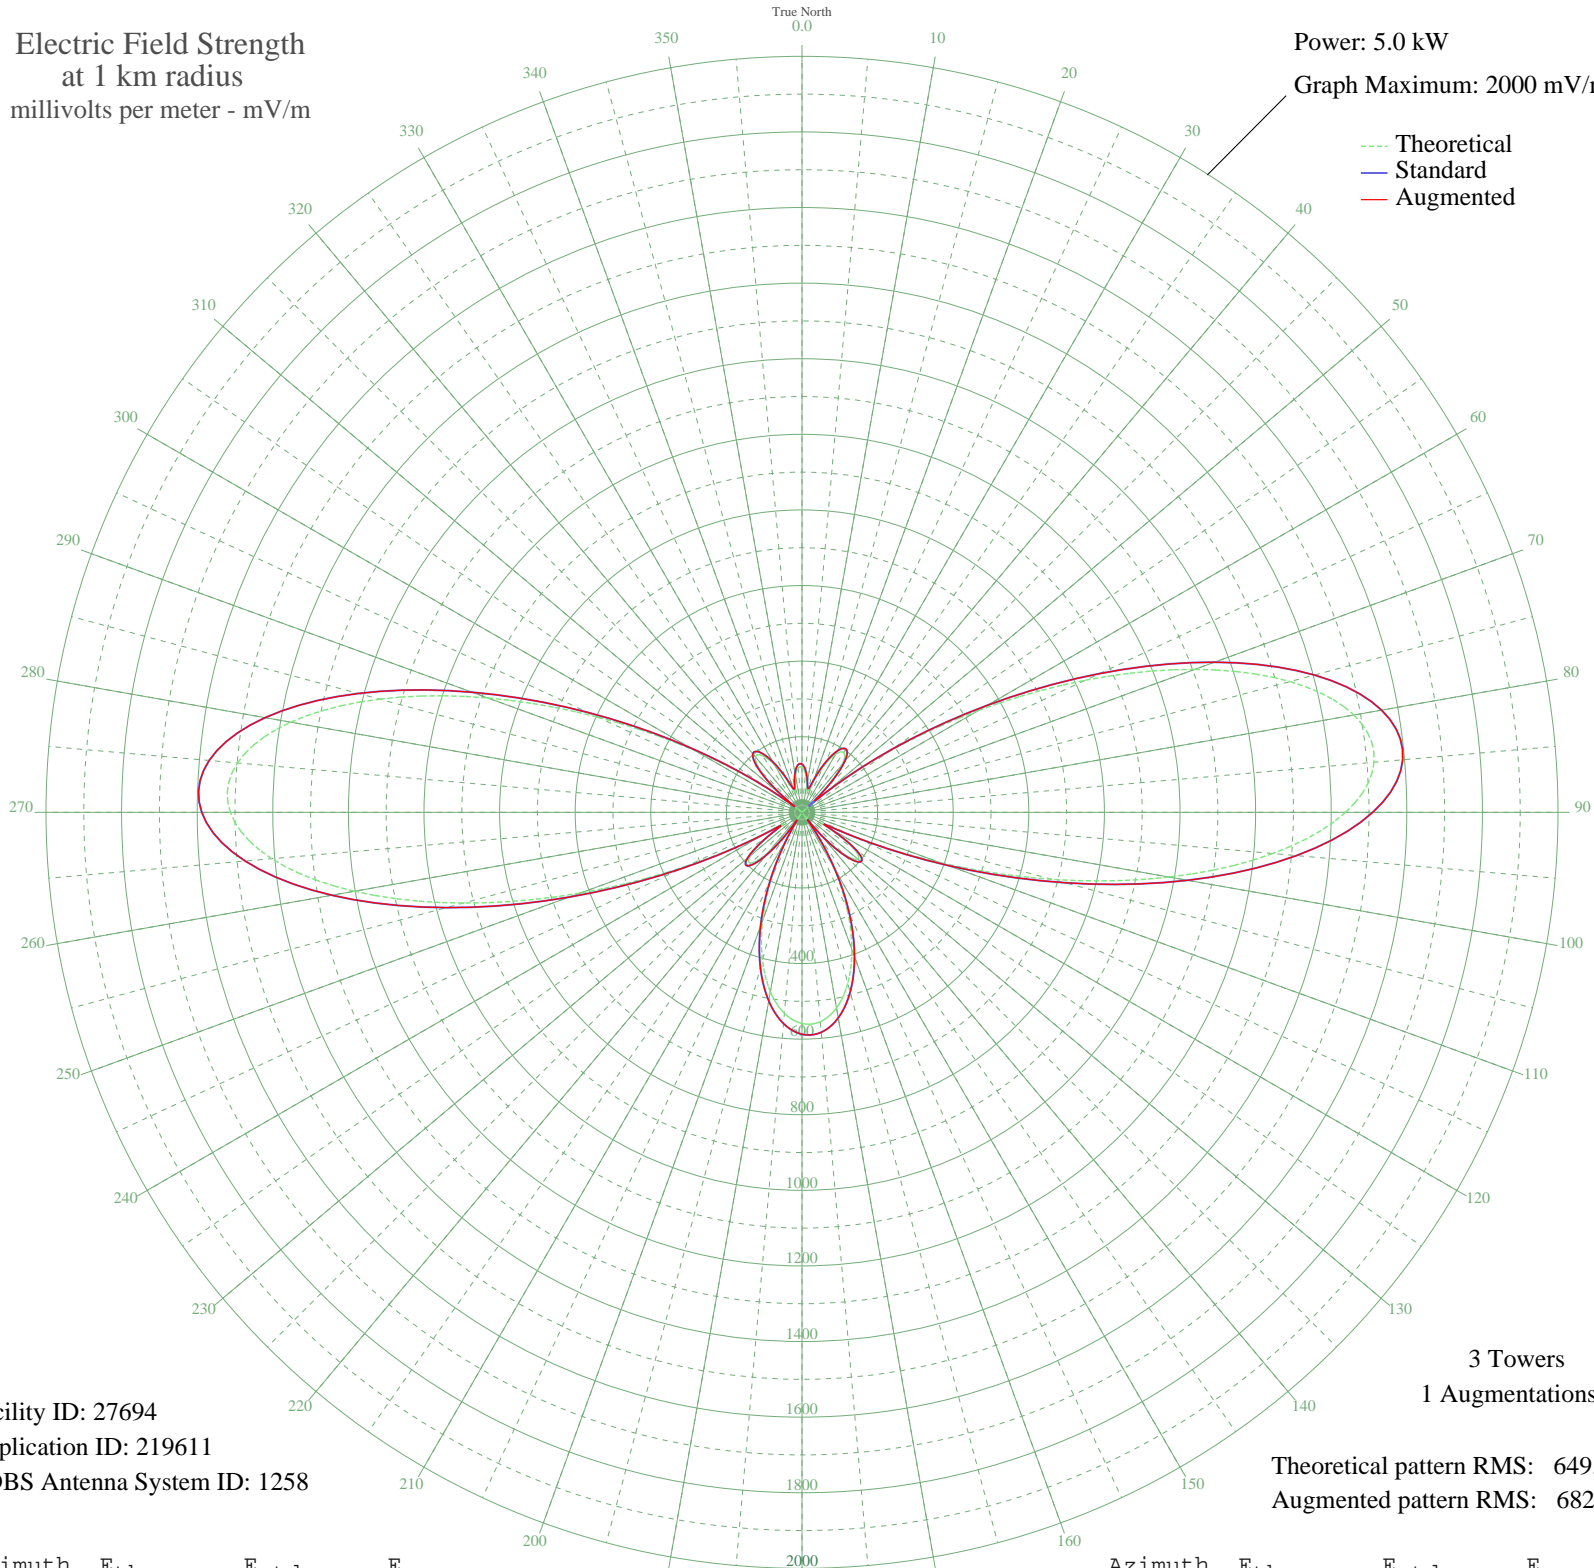 True North
0.0
Electric Field Strength
at 1 km radius
millivolts per meter - mV/m
Power: 5.0 kW
Graph Maximum: 2000 mV/
Theoretical
Standard
Augmented
10
20
30
40
50
60
70
80
90
100
110
120
130
140
150
160
200
210
220
230
240
250
260
270
280
290
300
310
320
330
340
350
400
600
800
1000
1200
1400
1600
1800
2000
3 Towers
1 Augmentations
cility ID: 27694
plication ID: 219611
DBS Antenna System ID: 1258
Theoretical pattern RMS: 649
Augmented pattern RMS: 682
imuth
Azimuth